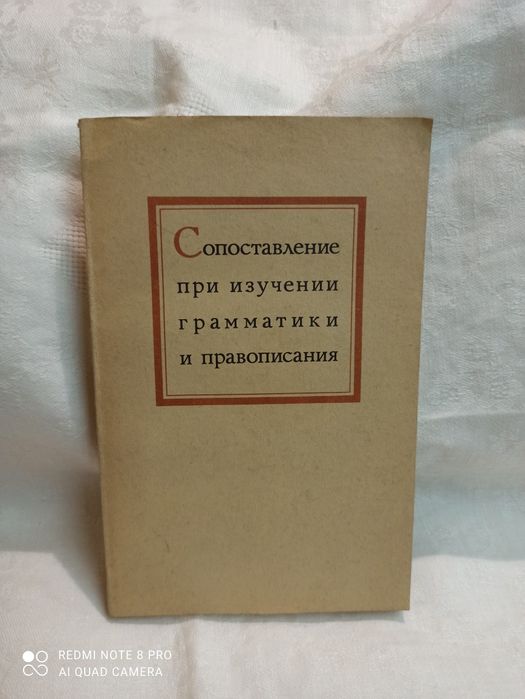 Сопоставление
при изучении
грамматики
и правописания
REDMI NOTE 8 PRO
AI QUAD CAMERA